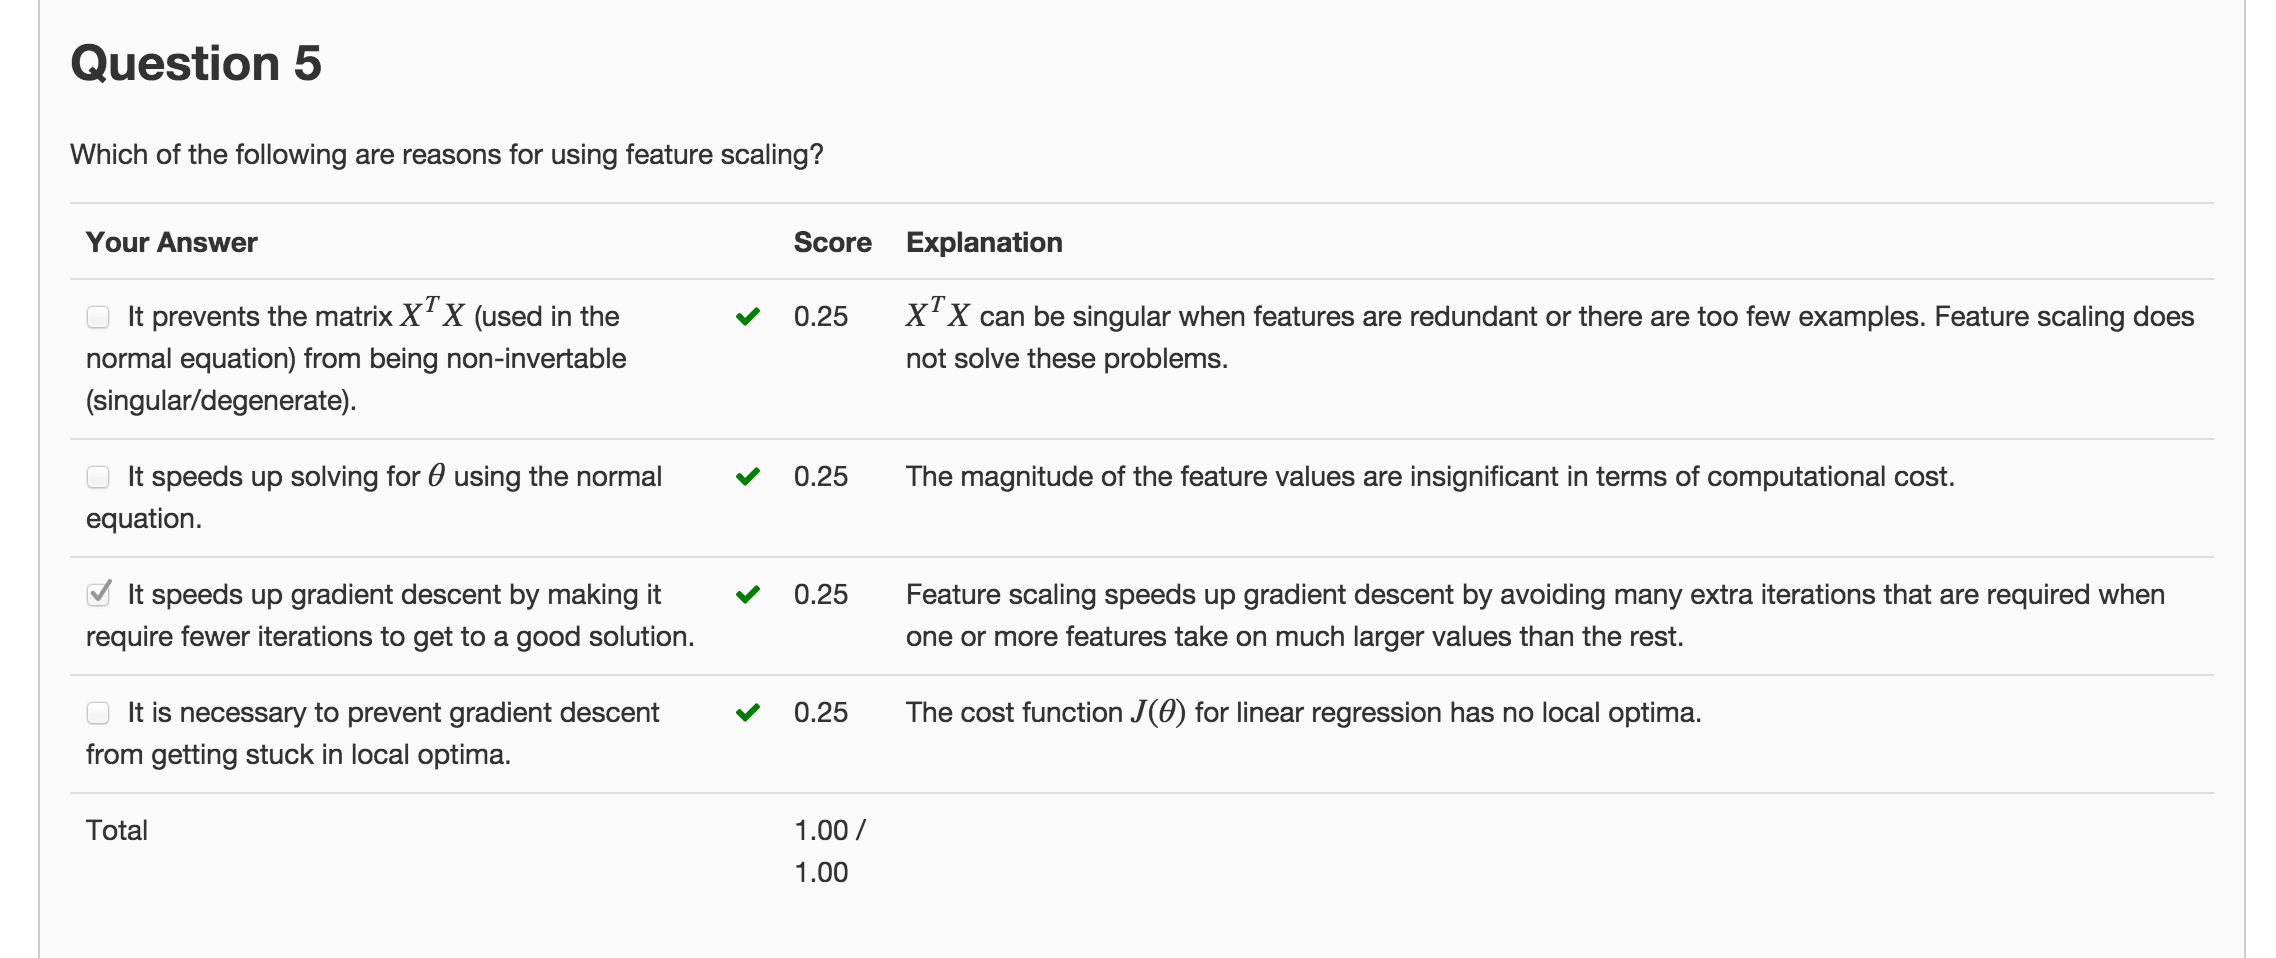 Question 5
Which of the following are reasons for using feature scaling?
Your Answer Score Explanation
It prevents the matrix X^T X (used in the
normal equation) from being non-invertable
(singular/degenerate).
0.25
X^T X can be singular when features are redundant or there are too few examples. Feature scaling does
not solve these problems.
It speeds up solving for θ using the normal
equation.
0.25
The magnitude of the feature values are insignificant in terms of computational cost.
It speeds up gradient descent by making it
require fewer iterations to get to a good solution.
0.25
Feature scaling speeds up gradient descent by avoiding many extra iterations that are required when
one or more features take on much larger values than the rest.
It is necessary to prevent gradient descent
from getting stuck in local optima.
0.25
The cost function J(θ) for linear regression has no local optima.
Total
1.00 /
1.00